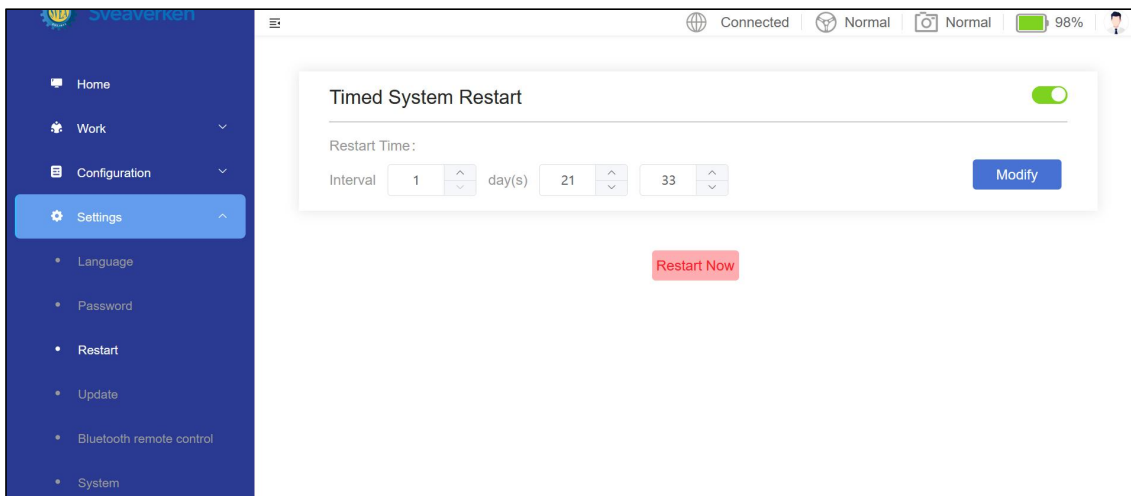 Sveaverken
Connected Normal Normal 98%
Home
Work
Configuration
Settings
Language
Password
Restart
Update
Bluetooth remote control
System
Timed System Restart
Restart Time:
Interval 1 day(s) 21 33
Modify
Restart Now